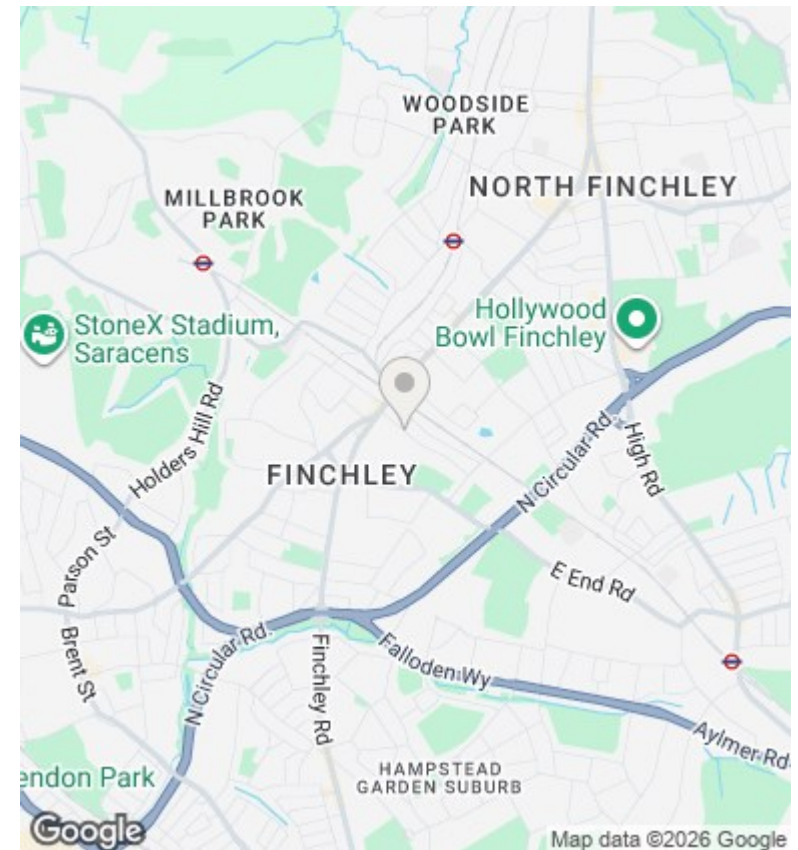 WOODSIDE
PARK
NORTH FINCHLEY
MILLBROOK
PARK
StoneX Stadium,
Saracens
Hollywood
Bowl Finchley
Holders Hill Rd
FINCHLEY
N Circular Rd.
High Rd
Parson St
E End Rd
Brent St
N Circular Rd.
Finchley Rd
Falloden Wy
Aylmer Rd
endon Park
HAMPSTEAD
GARDEN SUBURB
Google
Map data ©2026 Google